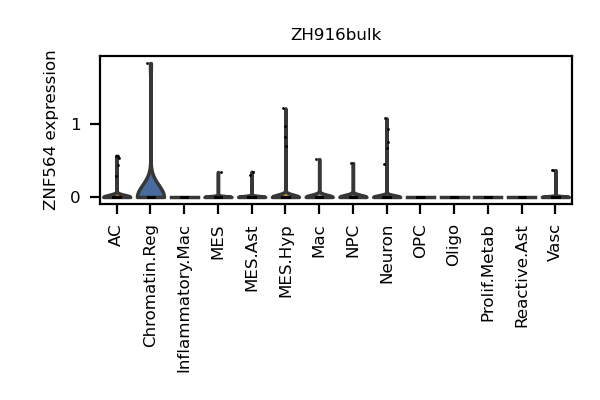 ZH916bulk
ZNF564 expression
1
0
AC
Chromatin.Reg
Inflammatory.Mac
MES
MES.Ast
MES.Hyp
Mac
NPC
Neuron
OPC
Oligo
Prolif.Metab
Reactive.Ast
Vasc